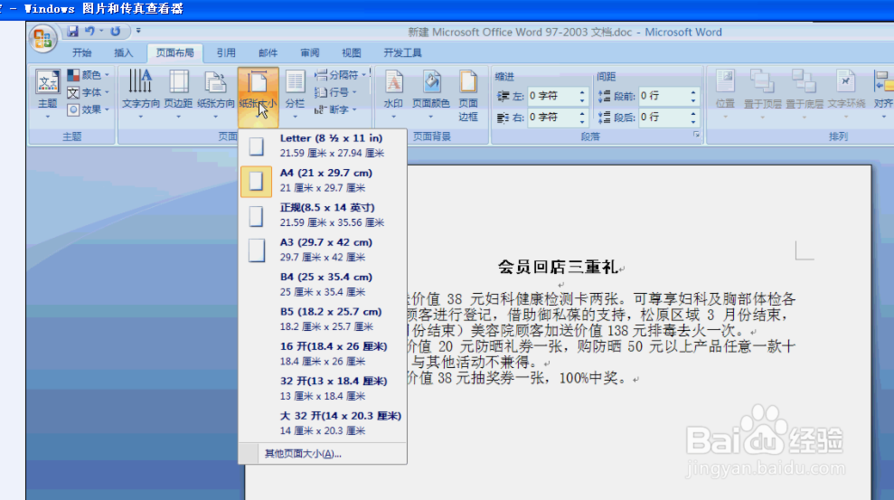 - Windows 图片和传真查看器
新建 Microsoft Office Word 97-2003 文档.doc - Microsoft Word
开始 插入 页面布局 引用 邮件 审阅 视图 开发工具
主题 颜色 字体 效果
文字方向 页边距 纸张方向 纸张大小 分栏 分隔符 行号 断字
水印 页面颜色 页面边框
缩进 间距
左: 0 字符 段前: 0 行
右: 0 字符 段后: 0 行
位置 置于顶层 置于底层 文字环绕 对齐
主题 页面 页面背景 段落 排列
Letter (8 ½ x 11 in)
21.59 厘米 x 27.94 厘米
A4 (21 x 29.7 cm)
21 厘米 x 29.7 厘米
正规(8.5 x 14 英寸)
21.59 厘米 x 35.56 厘米
A3 (29.7 x 42 cm)
29.7 厘米 x 42 厘米
B4 (25 x 35.4 cm)
25 厘米 x 35.4 厘米
B5 (18.2 x 25.7 cm)
18.2 厘米 x 25.7 厘米
16 开(18.4 x 26 厘米)
18.4 厘米 x 26 厘米
32 开(13 x 18.4 厘米)
13 厘米 x 18.4 厘米
大 32 开(14 x 20.3 厘米)
14 厘米 x 20.3 厘米
其他页面大小(A)...
会员回店三重礼
价值 38 元妇科健康检测卡两张。可尊享妇科及胸部体检各
顾客进行登记，借助御私葆的支持，松原区域 3 月份结束，
月份结束）美容院顾客加送价值 138 元排毒去火一次。
价值 20 元防晒礼券一张，购防晒 50 元以上产品任意一款十
与其他活动不兼得。
价值 38 元抽奖券一张，100%中奖。
Baidu 经验
jingyan.baidu.com